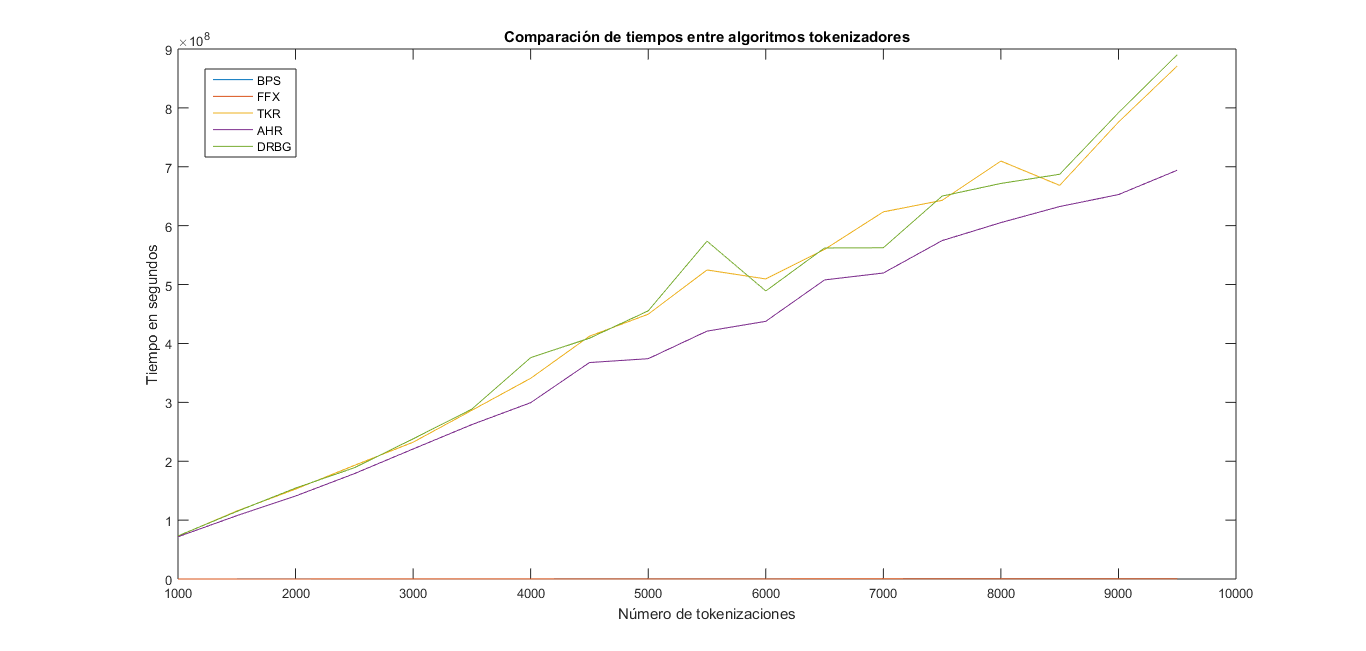 Comparación de tiempos entre algoritmos tokenizadores
×10^8
BPS
FFX
TKR
AHR
DRBG
9
8
7
6
5
4
3
2
1
0
Tiempo en segundos
1000 2000 3000 4000 5000 6000 7000 8000 9000 10000
Número de tokenizaciones